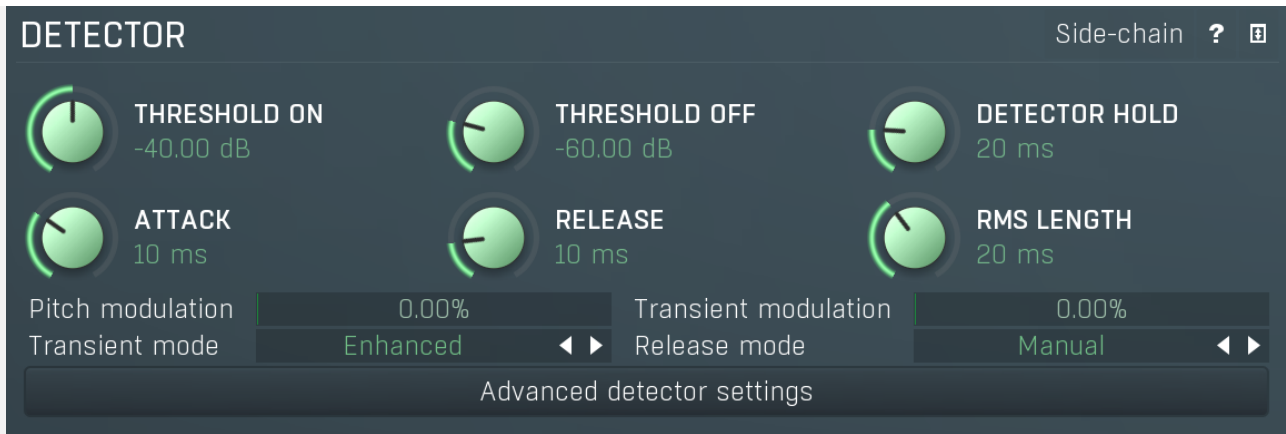 DETECTOR Side-chain ?
THRESHOLD ON THRESHOLD OFF DETECTOR HOLD
-40.00 dB -60.00 dB 20 ms
ATTACK RELEASE RMS LENGTH
10 ms 10 ms 20 ms
Pitch modulation 0.00% Transient modulation 0.00%
Transient mode Enhanced Release mode Manual
Advanced detector settings